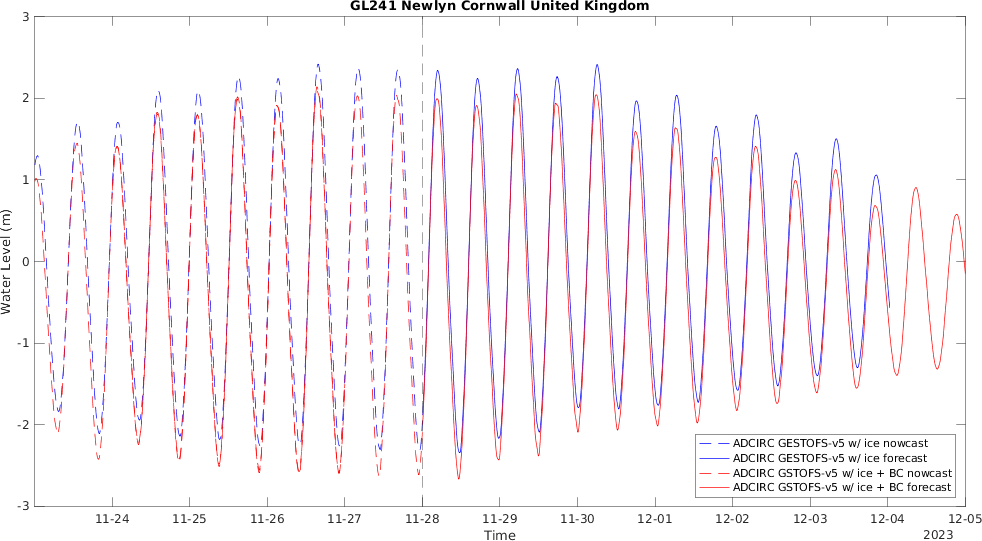 GL241 Newlyn Cornwall United Kingdom
3
2
1
0
-1
-2
-3
Water Level (m)
ADCIRC GESTOFS-v5 w/ ice nowcast
ADCIRC GESTOFS-v5 w/ ice forecast
ADCIRC GSTOFS-v5 w/ ice + BC nowcast
ADCIRC GSTOFS-v5 w/ ice + BC forecast
11-24 11-25 11-26 11-27 11-28 11-29 11-30 12-01 12-02 12-03 12-04 12-05
Time
2023